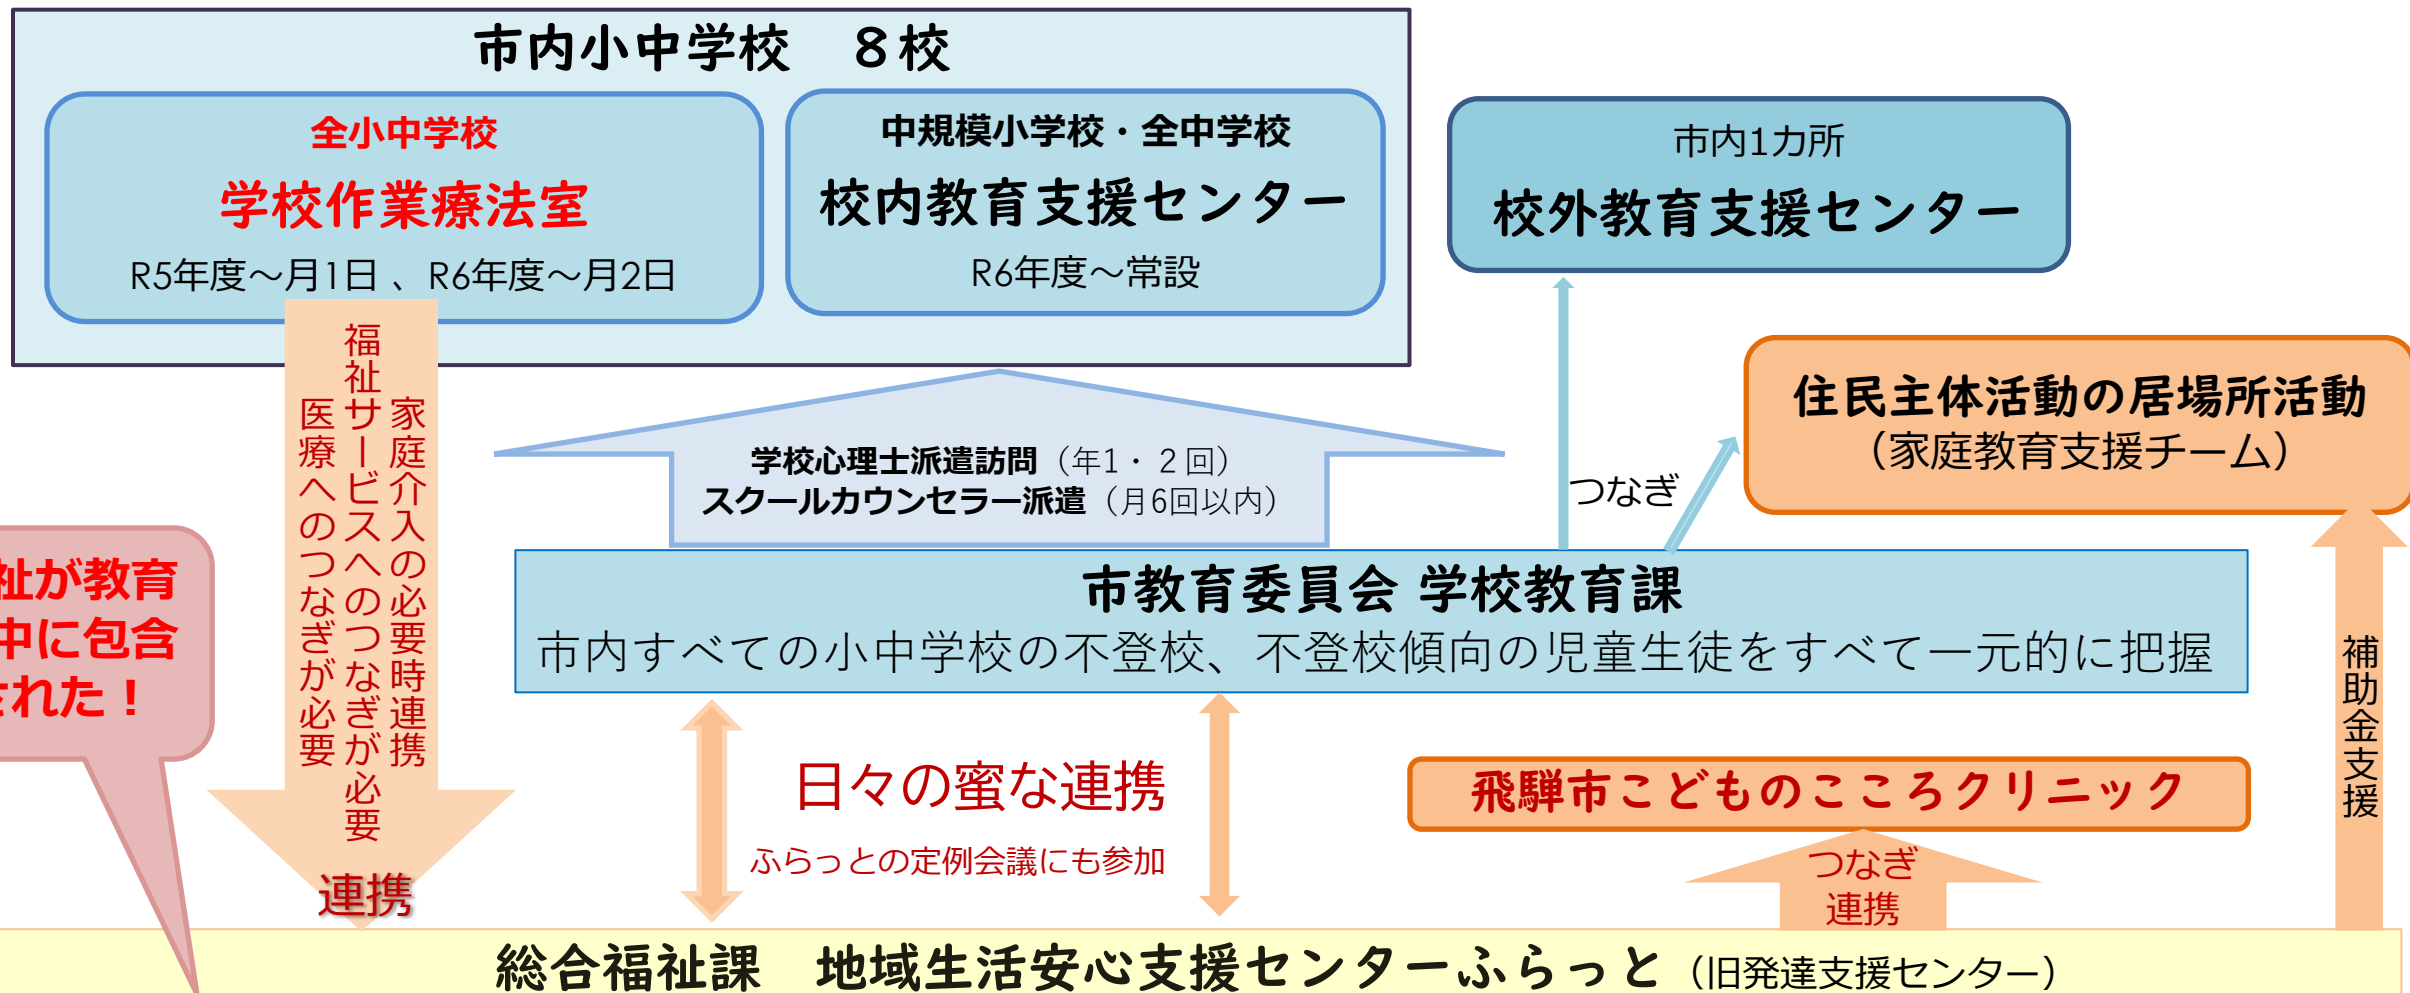 市内小中学校　８校
全小中学校
学校作業療法室
R5年度～月1日 、R6年度～月2日
中規模小学校・全中学校
校内教育支援センター
R6年度～常設
市内1カ所
校外教育支援センター
住民主体活動の居場所活動
（家庭教育支援チーム）
家庭介入の必要時連携
福祉サービスへのつなぎが必要
医療へのつなぎが必要
連携
学校心理士派遣訪問（年1・２回）
スクールカウンセラー派遣（月6回以内）
つなぎ
祉が教育
中に包含
された！
市教育委員会 学校教育課
市内すべての小中学校の不登校、不登校傾向の児童生徒をすべて一元的に把握
補助金支援
日々の蜜な連携
ふらっとの定例会議にも参加
飛騨市こどものこころクリニック
つなぎ
連携
総合福祉課　地域生活安心支援センターふらっと（旧発達支援センター）